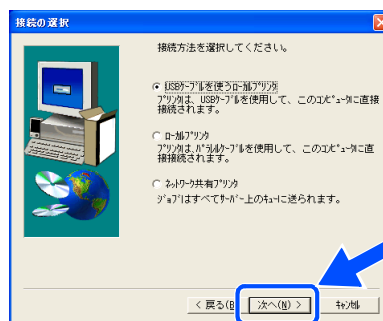 接続の選択
接続方法を選択してください。
USBｹｰﾌﾞﾙを使うﾛｰｶﾙﾌﾟﾘﾝﾀ
ﾌﾟﾘﾝﾀは、USBｹｰﾌﾞﾙを使用して、このｺﾝﾋﾟｭｰﾀに直接
接続されます。
ﾛｰｶﾙﾌﾟﾘﾝﾀ
ﾌﾟﾘﾝﾀは、ﾊﾟﾗﾚﾙｹｰﾌﾞﾙを使用して、このｺﾝﾋﾟｭｰﾀに直
接接続されます。
ﾈｯﾄﾜｰｸ共有ﾌﾟﾘﾝﾀ
ｼﾞｮﾌﾞはすべてｻｰﾊﾞｰ上のｷｭｰに送られます。
< 戻る(B 次へ(N) > ｷｬﾝｾﾙ